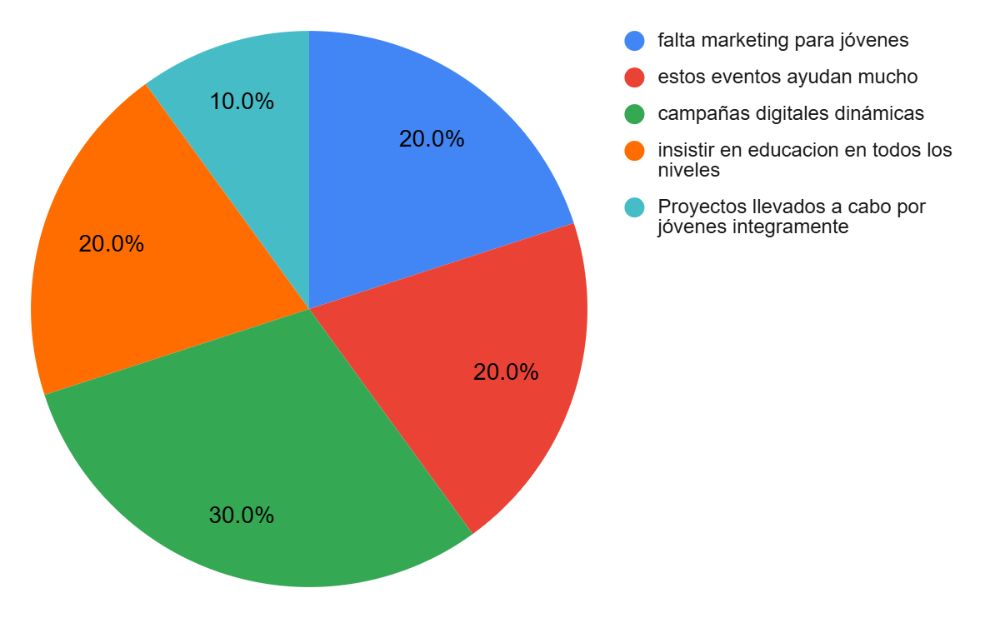 10.0%
20.0%
20.0%
20.0%
30.0%
falta marketing para jóvenes
estos eventos ayudan mucho
campañas digitales dinámicas
insistir en educacion en todos los
niveles
Proyectos llevados a cabo por
jóvenes integramente